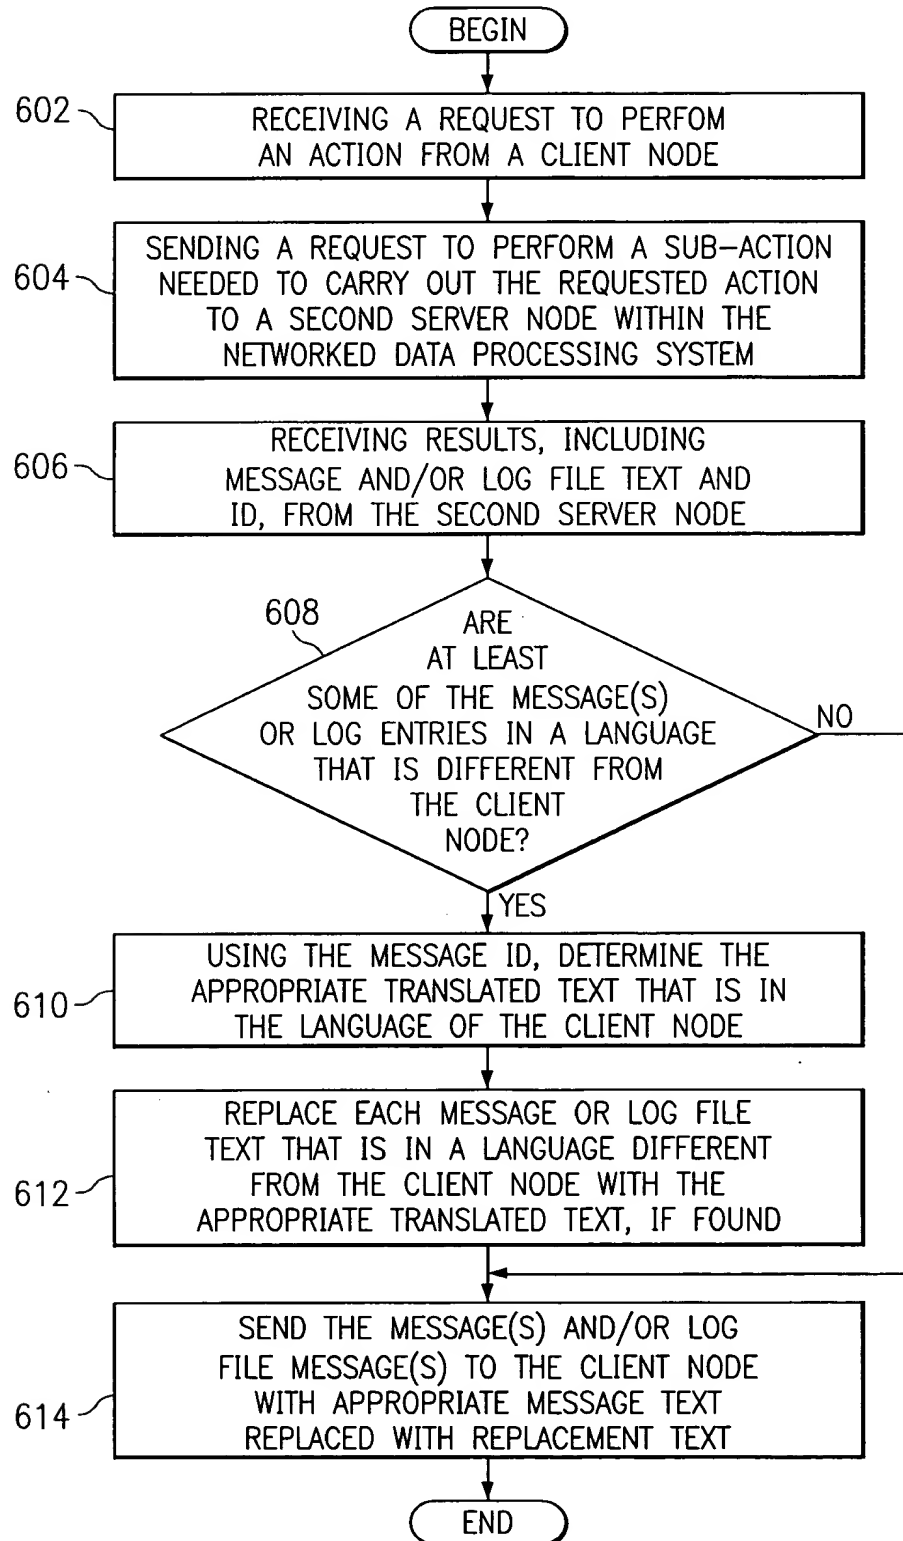 BEGIN
602
RECEIVING A REQUEST TO PERFOM
AN ACTION FROM A CLIENT NODE
604
SENDING A REQUEST TO PERFORM A SUB-ACTION
NEEDED TO CARRY OUT THE REQUESTED ACTION
TO A SECOND SERVER NODE WITHIN THE
NETWORKED DATA PROCESSING SYSTEM
606
RECEIVING RESULTS, INCLUDING
MESSAGE AND/OR LOG FILE TEXT AND
ID, FROM THE SECOND SERVER NODE
608
ARE
AT LEAST
SOME OF THE MESSAGE(S)
OR LOG ENTRIES IN A LANGUAGE
THAT IS DIFFERENT FROM
THE CLIENT
NODE?
NO
YES
610
USING THE MESSAGE ID, DETERMINE THE
APPROPRIATE TRANSLATED TEXT THAT IS IN
THE LANGUAGE OF THE CLIENT NODE
612
REPLACE EACH MESSAGE OR LOG FILE
TEXT THAT IS IN A LANGUAGE DIFFERENT
FROM THE CLIENT NODE WITH THE
APPROPRIATE TRANSLATED TEXT, IF FOUND
614
SEND THE MESSAGE(S) AND/OR LOG
FILE MESSAGE(S) TO THE CLIENT NODE
WITH APPROPRIATE MESSAGE TEXT
REPLACED WITH REPLACEMENT TEXT
END